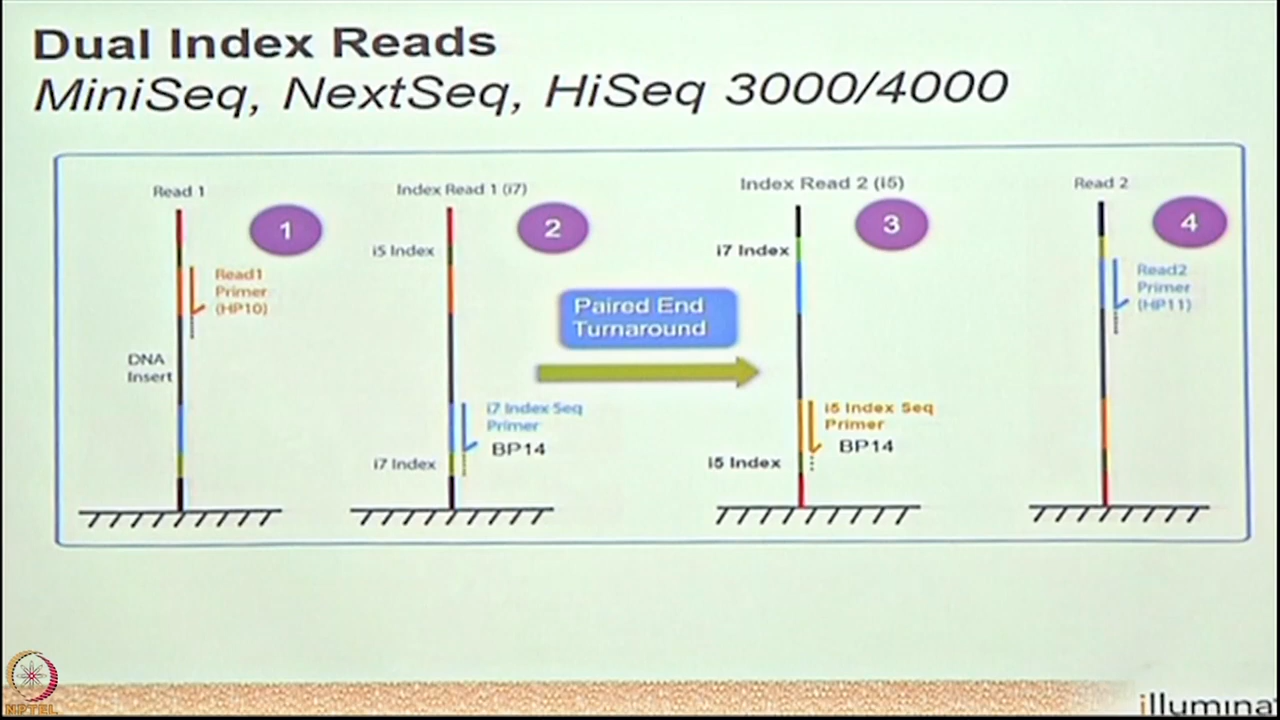 Dual Index Reads
MiniSeq, NextSeq, HiSeq 3000/4000
Read 1
1
Read1
Primer
(HP10)
DNA
Insert
Index Read 1 (i7)
2
i5 Index
i7 Index Seq
Primer
BP14
i7 Index
Paired End
Turnaround
Index Read 2 (i5)
3
i7 Index
i5 Index Seq
Primer
BP14
i5 Index
Read 2
4
Read2
Primer
(HP11)
NPTEL
illumina